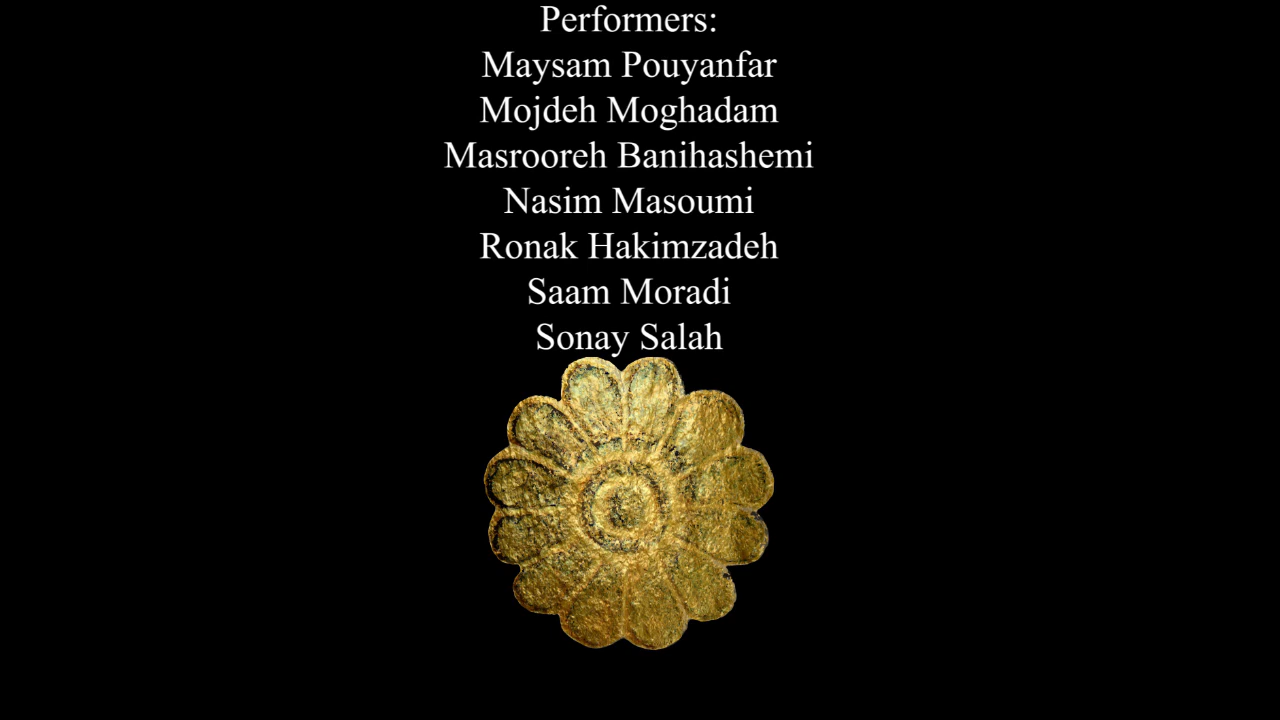 Performers:
Maysam Pouyanfar
Mojdeh Moghadam
Masrooreh Banihashemi
Nasim Masoumi
Ronak Hakimzadeh
Saam Moradi
Sonay Salah